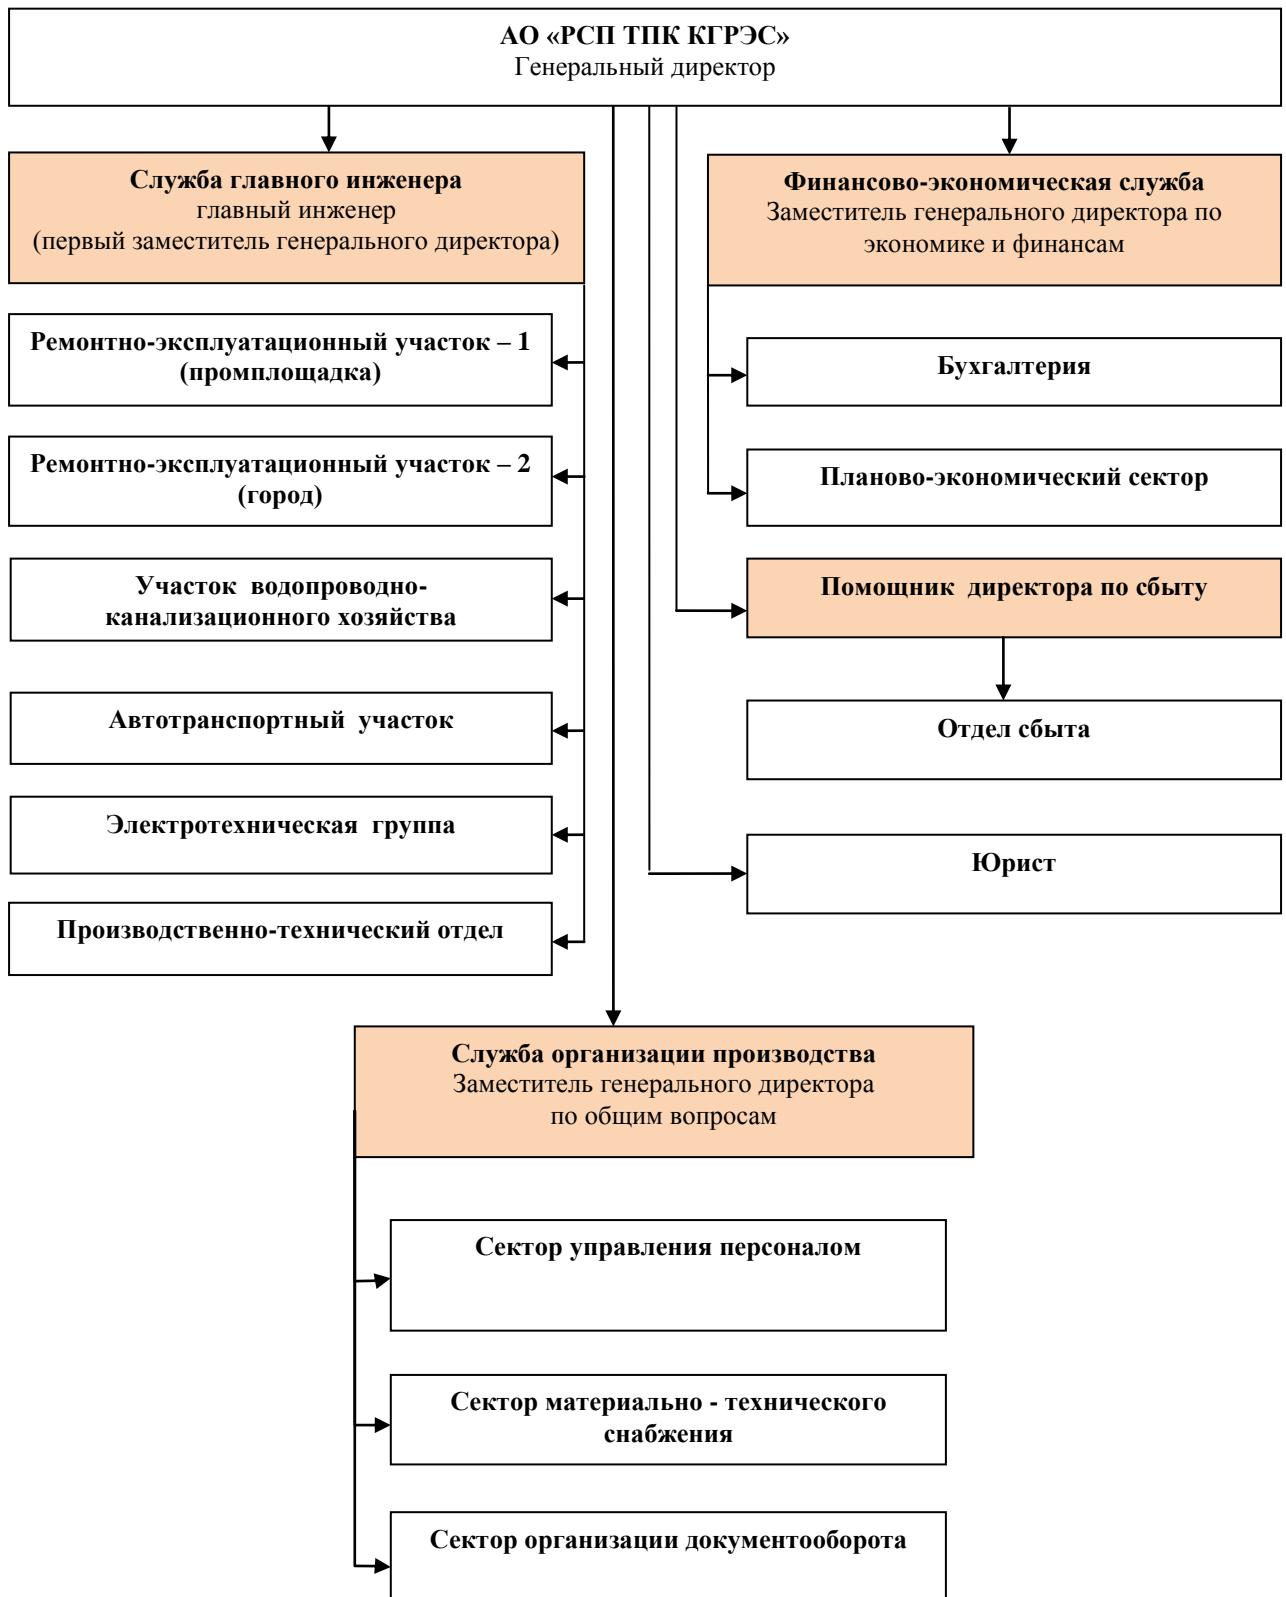 АО «РСП ТПК КГРЭС»
Генеральный директор
Служба главного инженера
главный инженер
(первый заместитель генерального директора)
Ремонтно-эксплуатационный участок – 1
(промплощадка)
Ремонтно-эксплуатационный участок – 2
(город)
Участок водопроводно-
канализационного хозяйства
Автотранспортный участок
Электротехническая группа
Производственно-технический отдел
Финансово-экономическая служба
Заместитель генерального директора по
экономике и финансам
Бухгалтерия
Планово-экономический сектор
Помощник директора по сбыту
Отдел сбыта
Юрист
Служба организации производства
Заместитель генерального директора
по общим вопросам
Сектор управления персоналом
Сектор материально - технического
снабжения
Сектор организации документооборота